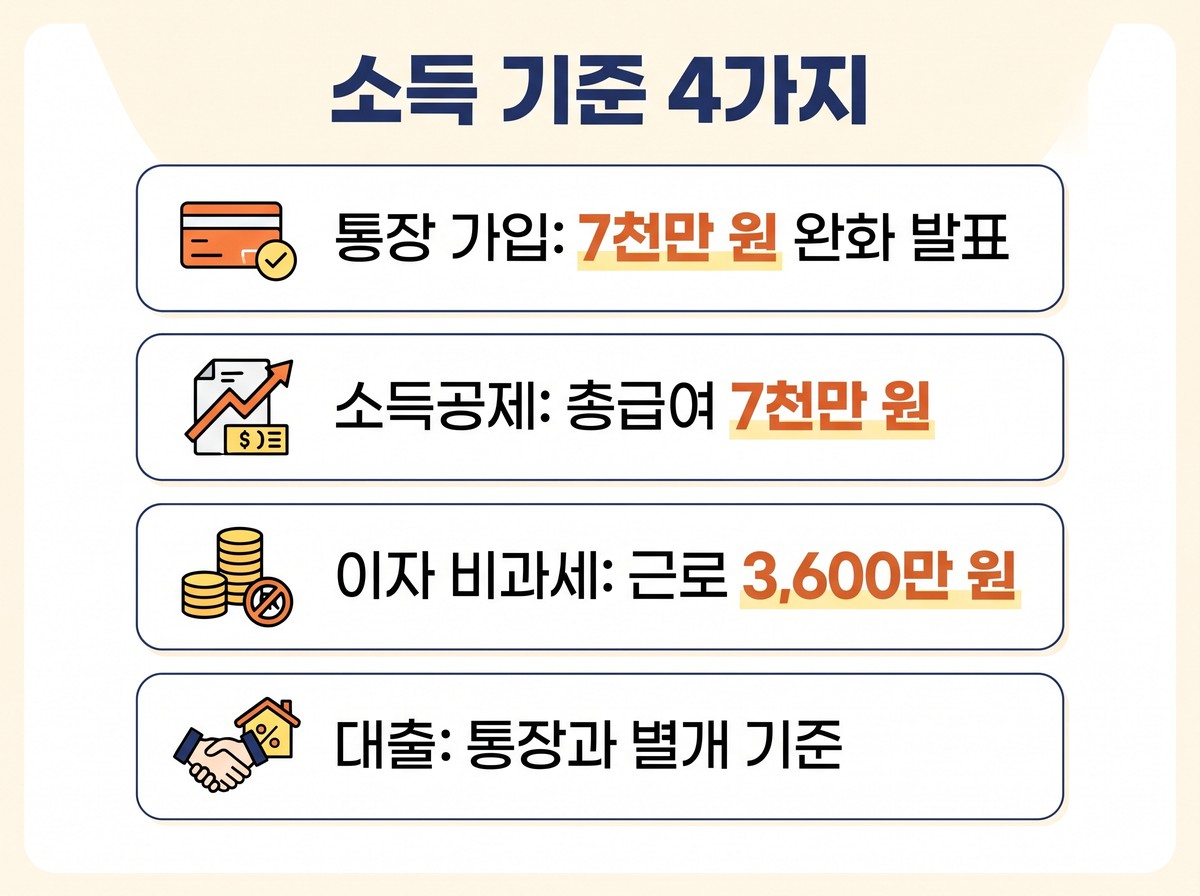 소득 기준 4가지
통장 가입: 7천만 원 완화 발표
소득공제: 총급여 7천만 원
이자 비과세: 근로 3,600만 원
대출: 통장과 별개 기준